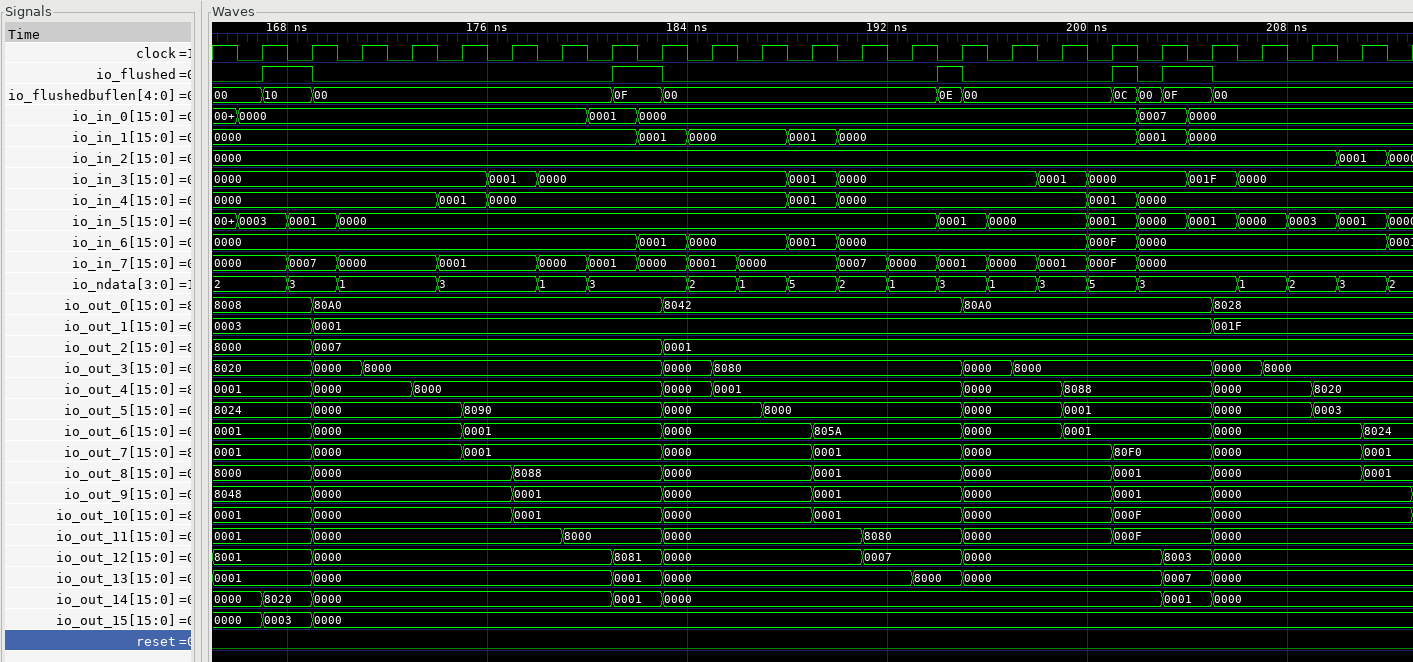 Signals
Waves
Time
168 ns 176 ns 184 ns 192 ns 200 ns 208 ns
clock =1
io_flushed =0
io_flushedbuflen[4:0] =0 00 10 00 0F 00 0E 00 0C 00 0F 00
io_in_0[15:0] =0 00+ 0000 0001 0000 0007 0000
io_in_1[15:0] =0 0000 0001 0000 0001 0000 0001 0000
io_in_2[15:0] =0 0000 0001 0000
io_in_3[15:0] =0 0000 0001 0000 0001 0000 0001 0000 001F 0000
io_in_4[15:0] =0 0000 0001 0000 0001 0000 0001 0000
io_in_5[15:0] =0 00+ 0003 0001 0000 0001 0000 0001 0000 0001 0000 0003 0001 0000
io_in_6[15:0] =0 0000 0001 0000 0001 0000 000F 0000 0001
io_in_7[15:0] =0 0000 0007 0000 0001 0000 0001 0000 0001 0000 0007 0000 0001 0000 0001 000F 0000
io_ndata[3:0] =1 2 3 1 3 1 3 2 1 5 2 1 3 1 3 5 3 1 2 3 2
io_out_0[15:0] =8 8008 80A0 8042 80A0 8028
io_out_1[15:0] =0 0003 0001 001F
io_out_2[15:0] =8 8000 0007 0001
io_out_3[15:0] =8 8020 0000 8000 0000 8080 0000 8000 0000 8000
io_out_4[15:0] =8 0001 0000 8000 0000 0001 0000 8088 0000 8020
io_out_5[15:0] =0 8024 0000 8090 0000 8000 0000 0001 0000 0003
io_out_6[15:0] =0 0001 0000 0001 0000 805A 0000 0001 0000 8024
io_out_7[15:0] =8 0001 0000 0001 0000 0001 0000 80F0 0000 0001
io_out_8[15:0] =0 8000 0000 8088 0000 0001 0000 0001 0000 0001
io_out_9[15:0] =0 8048 0000 0001 0000 0001 0000 0001 0000
io_out_10[15:0] =8 0001 0000 0001 0000 0001 0000 000F 0000
io_out_11[15:0] =0 0001 0000 8000 0000 8080 0000 000F 0000
io_out_12[15:0] =0 8001 0000 8081 0000 0007 0000 8003 0000
io_out_13[15:0] =0 0001 0000 0001 0000 8000 0000 0007 0000
io_out_14[15:0] =0 0000 8020 0000 0001 0000 0001 0000
io_out_15[15:0] =0 0000 0003 0000
reset =0